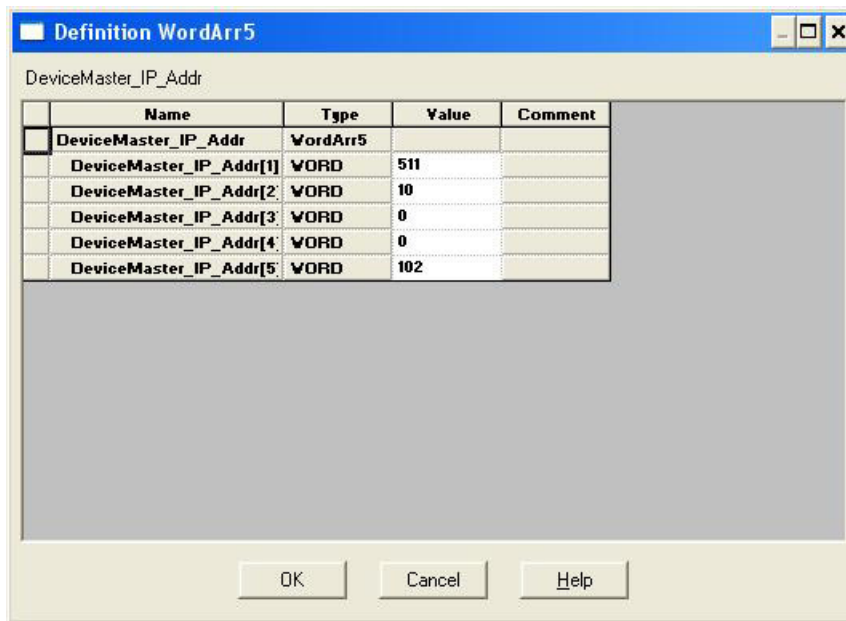 Definition WordArr5
DeviceMaster_IP_Addr
Name Type Value Comment
DeviceMaster_IP_Addr WordArr5
DeviceMaster_IP_Addr[1] WORD 511
DeviceMaster_IP_Addr[2] WORD 10
DeviceMaster_IP_Addr[3] WORD 0
DeviceMaster_IP_Addr[4] WORD 0
DeviceMaster_IP_Addr[5] WORD 102
OK Cancel Help